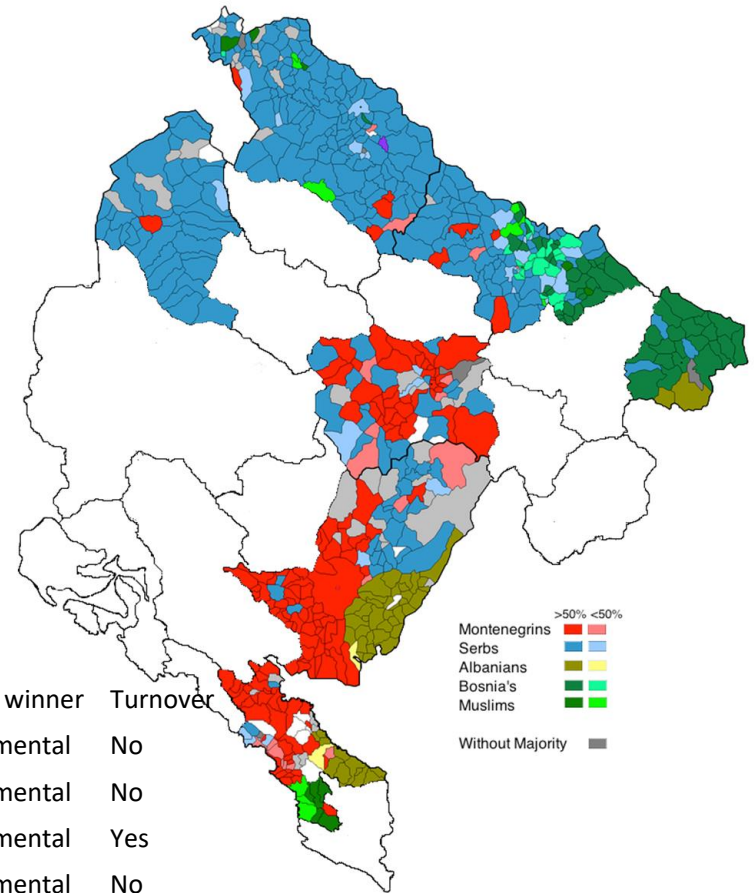 >50% <50%
Montenegrins
Serbs
Albanians
Bosnia's
Muslims
Without Majority
winner Turnover
mental No
mental No
mental Yes
mental No